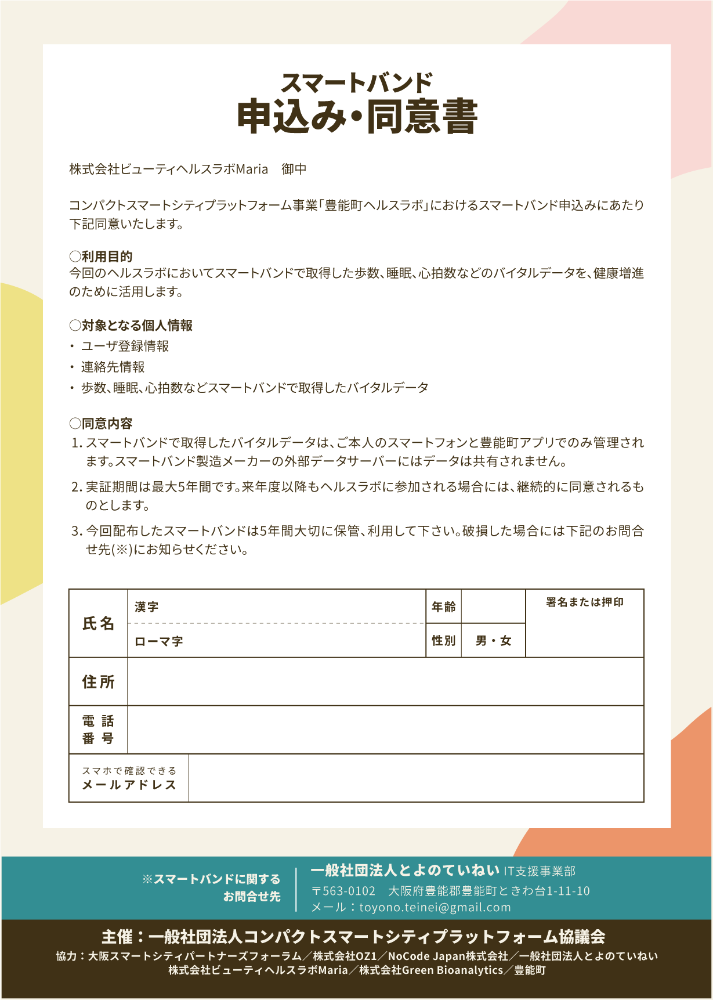 スマートバンド
申込み・同意書
株式会社ビューティヘルスラボMaria　御中
コンパクトスマートシティプラットフォーム事業「豊能町ヘルスラボ」におけるスマートバンド申込みにあたり
下記同意いたします。
○利用目的
今回のヘルスラボにおいてスマートバンドで取得した歩数、睡眠、心拍数などのバイタルデータを、健康増進
のために活用します。
○対象となる個人情報
・ ユーザ登録情報
・ 連絡先情報
・ 歩数、睡眠、心拍数などスマートバンドで取得したバイタルデータ
○同意内容
1. スマートバンドで取得したバイタルデータは、ご本人のスマートフォンと豊能町アプリでのみ管理され
ます。スマートバンド製造メーカーの外部データサーバーにはデータは共有されません。
2. 実証期間は最大5年間です。来年度以降もヘルスラボに参加される場合には、継続的に同意されるも
のとします。
3. 今回配布したスマートバンドは5年間大切に保管、利用して下さい。破損した場合には下記のお問合
せ先(※)にお知らせください。
氏名
漢字
ローマ字
年齢
性別
男・女
署名または押印
住所
電話
番号
スマホで確認できる
メールアドレス
※スマートバンドに関する
お問合せ先
一般社団法人とよのていねい IT支援事業部
〒563-0102　大阪府豊能郡豊能町ときわ台1-11-10
メール：toyono.teinei@gmail.com
主催：一般社団法人コンパクトスマートシティプラットフォーム協議会
協力：大阪スマートシティパートナーズフォーラム／株式会社OZ1／NoCode Japan株式会社／一般社団法人とよのていねい
株式会社ビューティヘルスラボMaria／株式会社Green Bioanalytics／豊能町